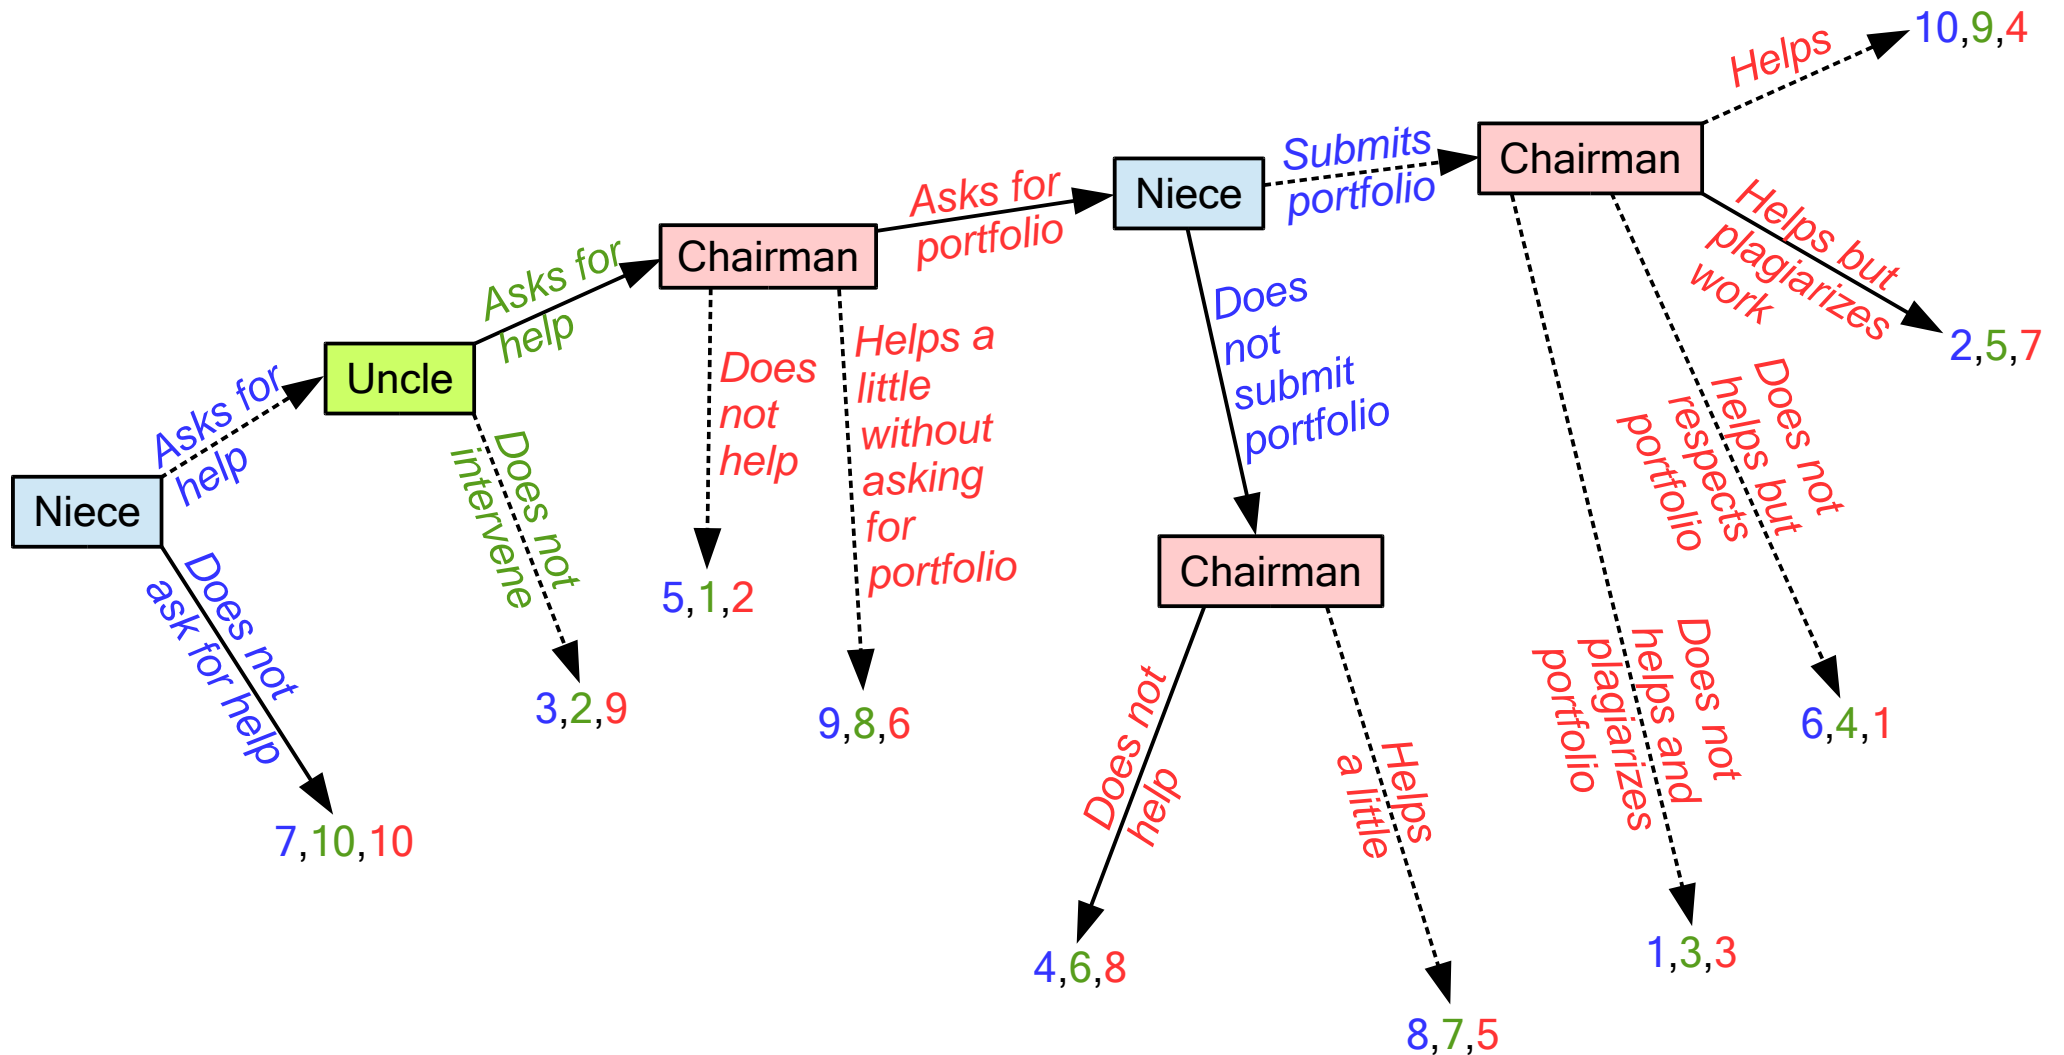 Niece
Asks for
help
Does not
ask for help
7,10,10
Uncle
Asks for
help
Does not
intervene
3,2,9
Chairman
Does
not
help
5,1,2
Helps a
little
without
asking
for
portfolio
9,8,6
Asks for
portfolio
Niece
Does
not
submit
portfolio
Chairman
Does not
help
4,6,8
Helps
a little
8,7,5
Submits
portfolio
Chairman
Helps
10,9,4
Helps but
plagiarizes
work
2,5,7
Does not
helps but
respects
portfolio
6,4,1
Does not
helps and
plagiarizes
portfolio
1,3,3